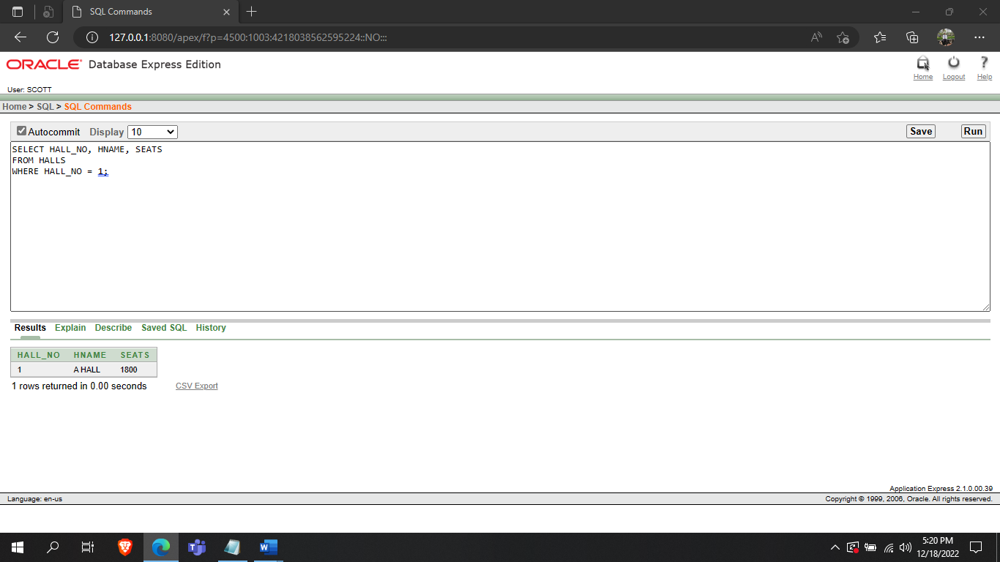 SQL Commands
127.0.0.1:8080/apex/f?p=4500:1003:4218038562595224::NO:::
ORACLE Database Express Edition
Home Logout Help
User: SCOTT
Home > SQL > SQL Commands
Autocommit Display 10 Save Run
SELECT HALL_NO, HNAME, SEATS
FROM HALLS
WHERE HALL_NO = 1;
Results Explain Describe Saved SQL History
HALL_NO HNAME SEATS
1 A HALL 1800
1 rows returned in 0.00 seconds CSV Export
Application Express 2.1.0.00.39
Language: en-us Copyright © 1999, 2006, Oracle. All rights reserved.
5:20 PM
12/18/2022